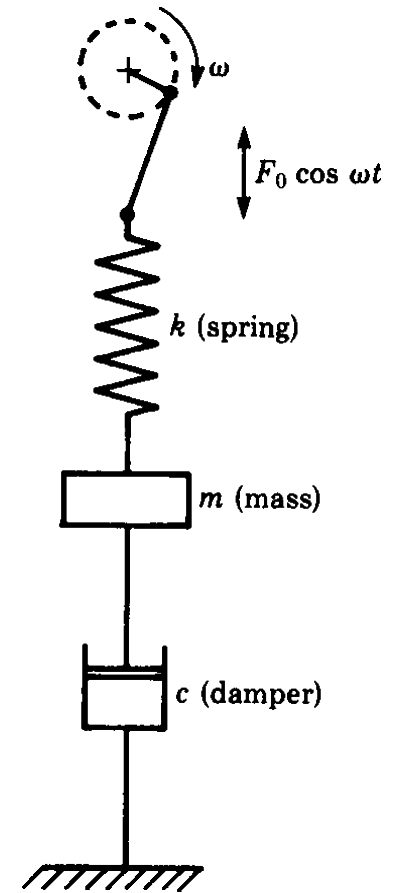 ω
F₀ cos ωt
k (spring)
m (mass)
c (damper)